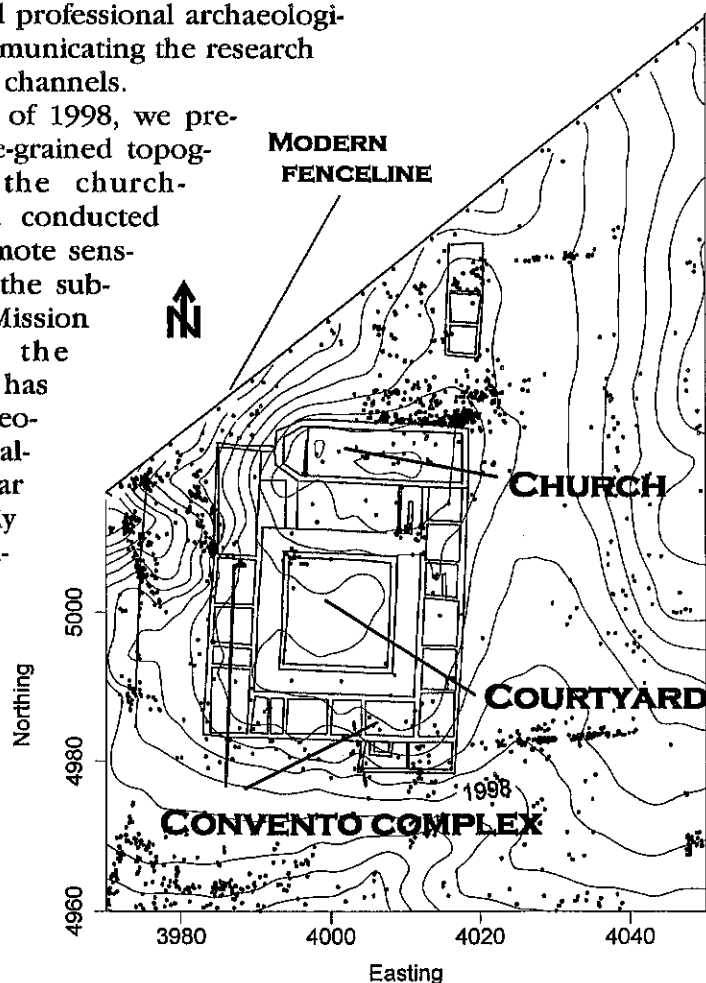 professional archaeologi-
municating the research
channels.
of 1998, we pre-
e-grained topog-
the church-
conducted
mote sens-
the sub-
Mission
the
has
eo-
al-
ar
MODERN
FENCELINE
N
CHURCH
COURTYARD
1998
CONVENTO COMPLEX
Northing
5000
4980
4960
3980 4000 4020 4040
Easting